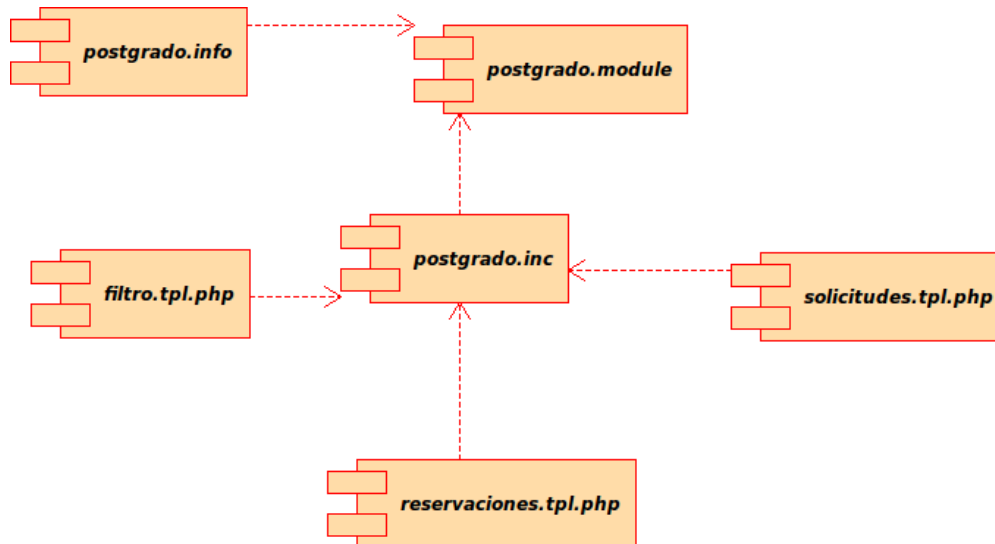 postgrado.info
postgrado.module
postgrado.inc
filtro.tpl.php
solicitudes.tpl.php
reservaciones.tpl.php